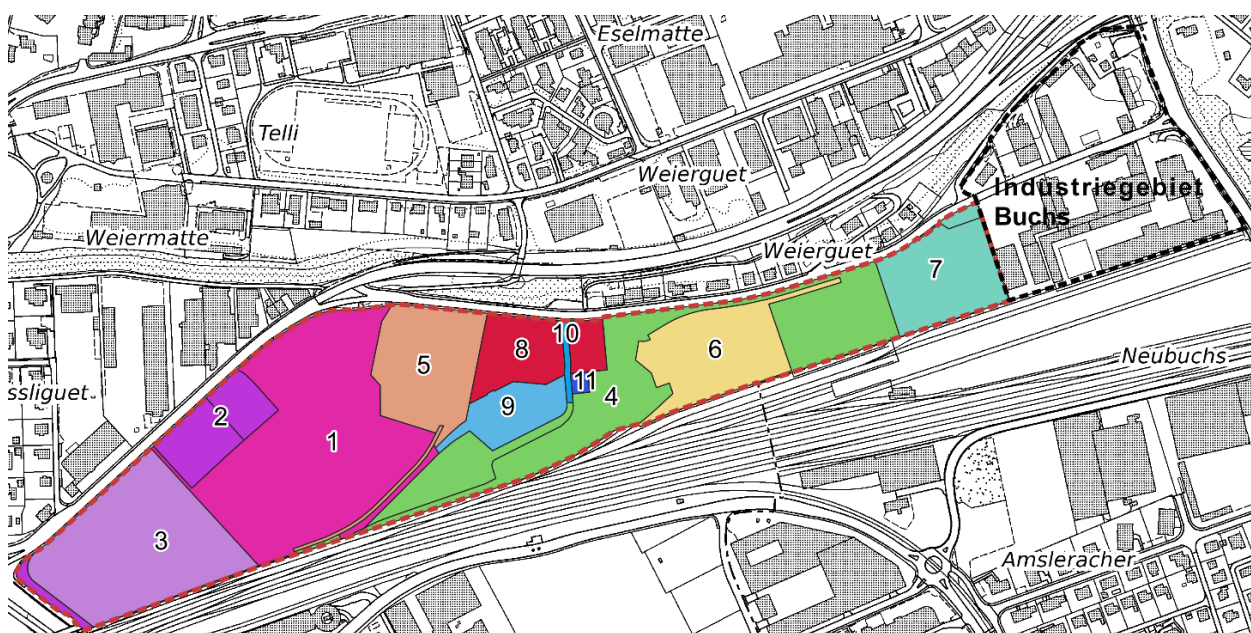 Eselmatte
Telli
Weierguet
Industriegebiet
Buchs
Weiermatte
Weierguet
7
10
8
5
6
11
4
9
Neubuchs
ssliguet
2
1
3
Amsleracher